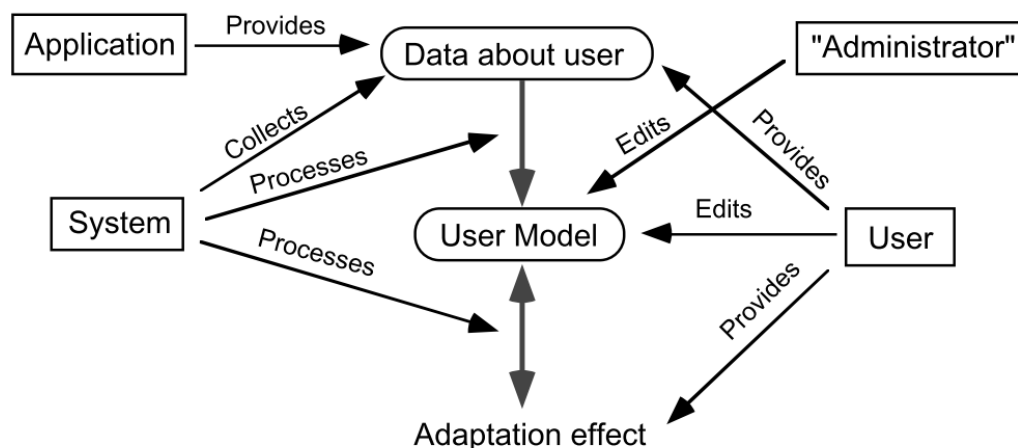 Application
Provides
Data about user
"Administrator"
Collects
Processes
Edits
Provides
System
User Model
Edits
User
Processes
Provides
Adaptation effect